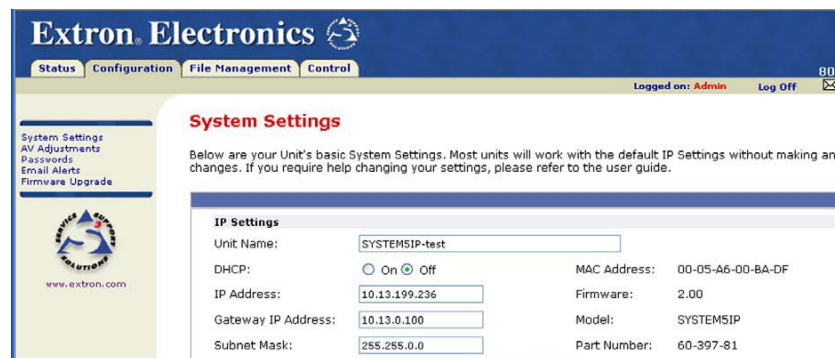 Extron® Electronics
Status Configuration File Management Control
80
Logged on: Admin Log Off
System Settings
AV Adjustments
Passwords
Email Alerts
Firmware Upgrade
SERVICE SUPPORT SOLUTIONS
www.extron.com
System Settings
Below are your Unit's basic System Settings. Most units will work with the default IP Settings without making an
changes. If you require help changing your settings, please refer to the user guide.
IP Settings
Unit Name: SYSTEM5IP-test
DHCP: On Off MAC Address: 00-05-A6-00-BA-DF
IP Address: 10.13.199.236 Firmware: 2.00
Gateway IP Address: 10.13.0.100 Model: SYSTEM5IP
Subnet Mask: 255.255.0.0 Part Number: 60-397-81